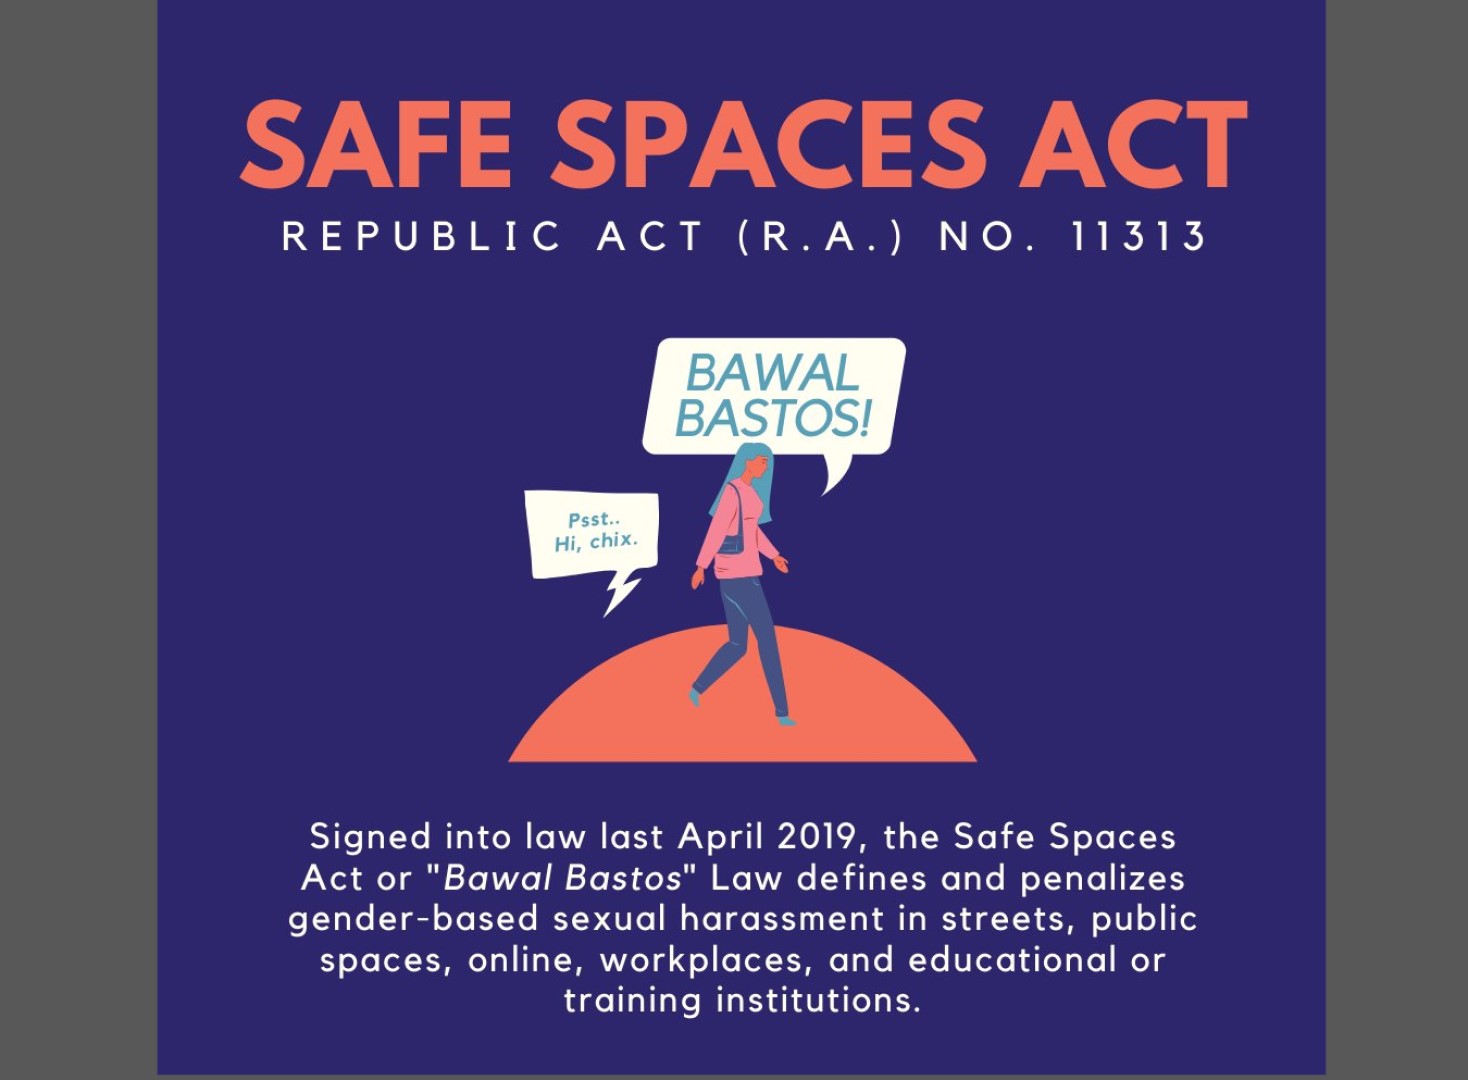 SAFE SPACES ACT
REPUBLIC ACT (R.A.) NO. 11313
BAWAL
BASTOS!
Psst..
Hi, chix.
Signed into law last April 2019, the Safe Spaces
Act or "Bawal Bastos" Law defines and penalizes
gender-based sexual harassment in streets, public
spaces, online, workplaces, and educational or
training institutions.